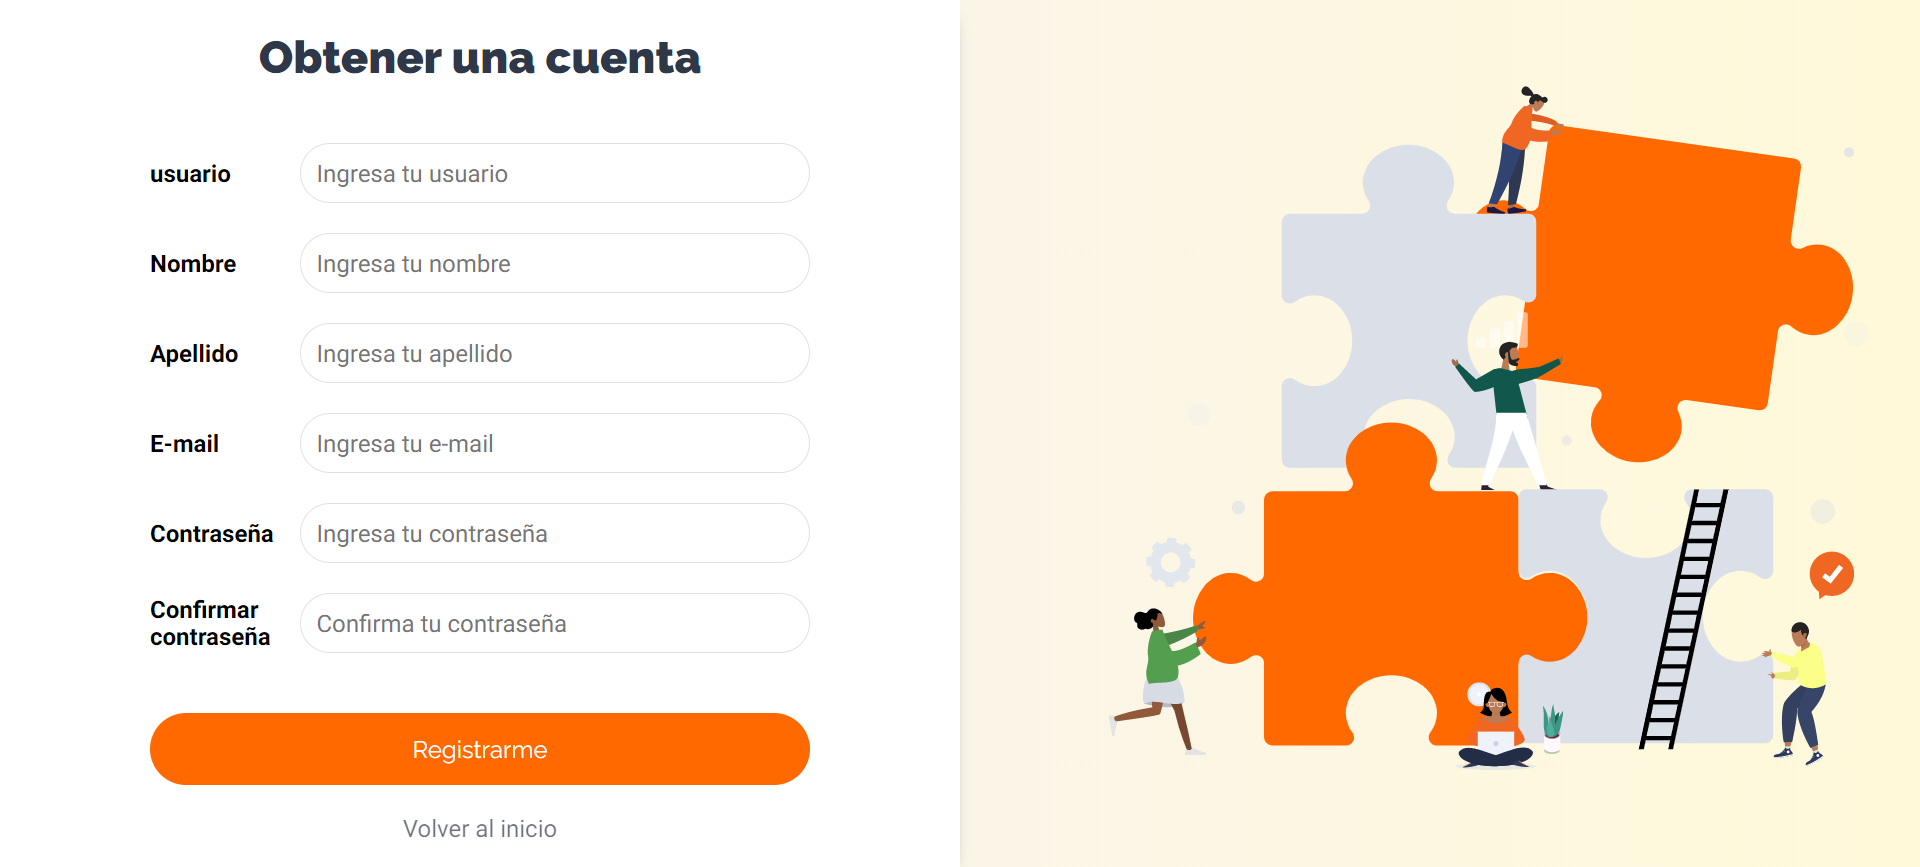 Obtener una cuenta
usuario
Ingresa tu usuario
Nombre
Ingresa tu nombre
Apellido
Ingresa tu apellido
E-mail
Ingresa tu e-mail
Contraseña
Ingresa tu contraseña
Confirmar
contraseña
Confirma tu contraseña
Registrarme
Volver al inicio